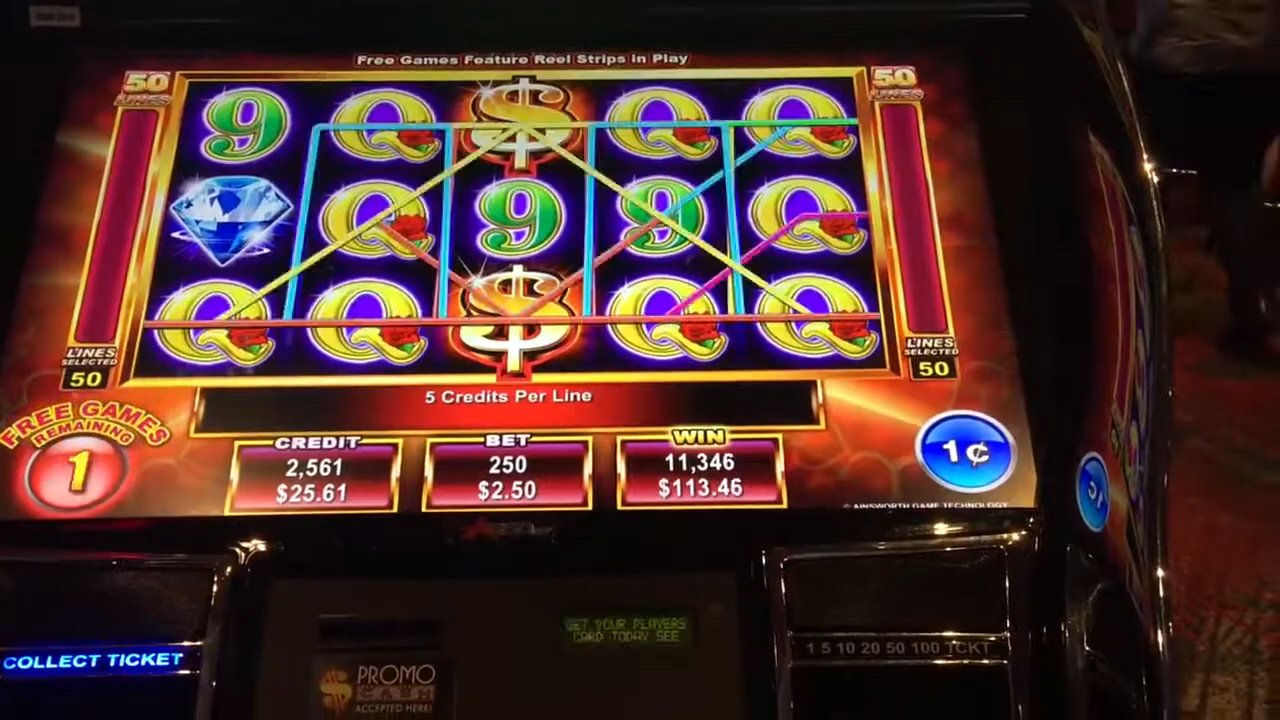 Free Games Feature Reel Strips in Play
50
LINES
50
LINES
9 Q $ Q Q
Q 9 9 Q
Q Q $ Q Q
LINES
SELECTED
50
LINES
SELECTED
50
5 Credits Per Line
FREE GAMES
REMAINING
1
CREDIT
2,561
$25.61
BET
250
$2.50
WIN
11,346
$113.46
1¢
© AINSWORTH GAME TECHNOLOGY
GET YOUR PLAYERS
CARD TODAY SEE
COLLECT TICKET
1 5 10 20 50 100 TCKT
$ PROMO
CASH
ACCEPTED HERE!